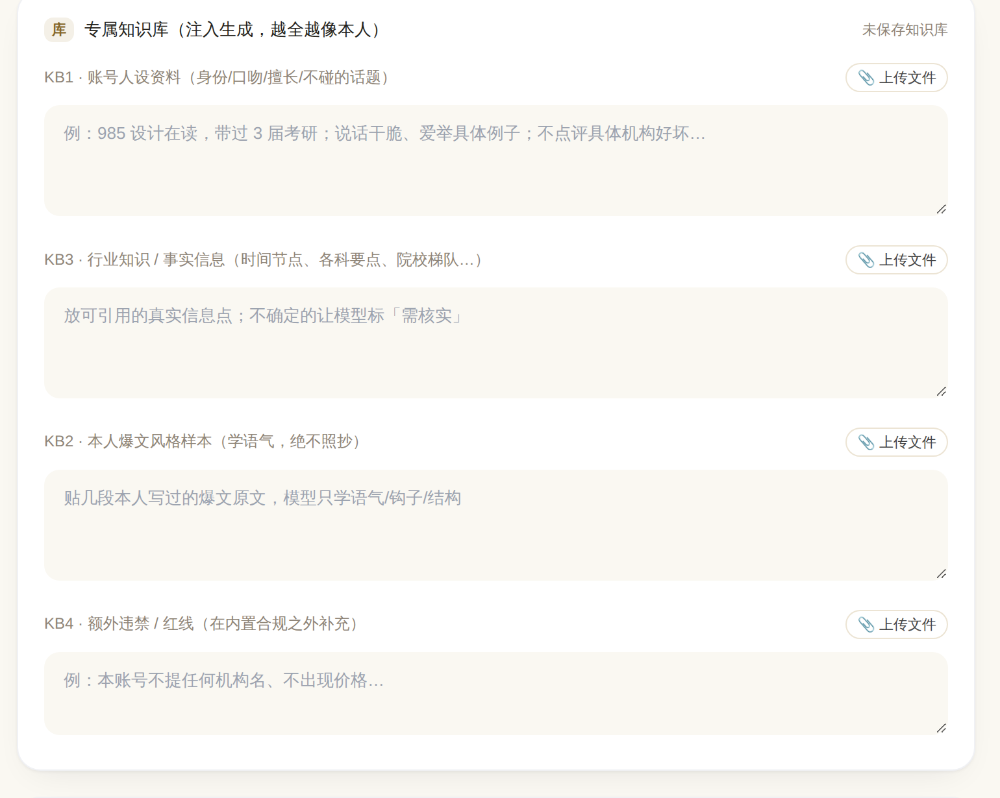 库 专属知识库（注入生成，越全越像本人） 未保存知识库
KB1 · 账号人设资料（身份/口吻/擅长/不碰的话题） 📎 上传文件
例：985 设计在读，带过 3 届考研；说话干脆、爱举具体例子；不点评具体机构好坏…
KB3 · 行业知识 / 事实信息（时间节点、各科要点、院校梯队…） 📎 上传文件
放可引用的真实信息点；不确定的让模型标「需核实」
KB2 · 本人爆文风格样本（学语气，绝不照抄） 📎 上传文件
贴几段本人写过的爆文原文，模型只学语气/钩子/结构
KB4 · 额外违禁 / 红线（在内置合规之外补充） 📎 上传文件
例：本账号不提任何机构名、不出现价格…